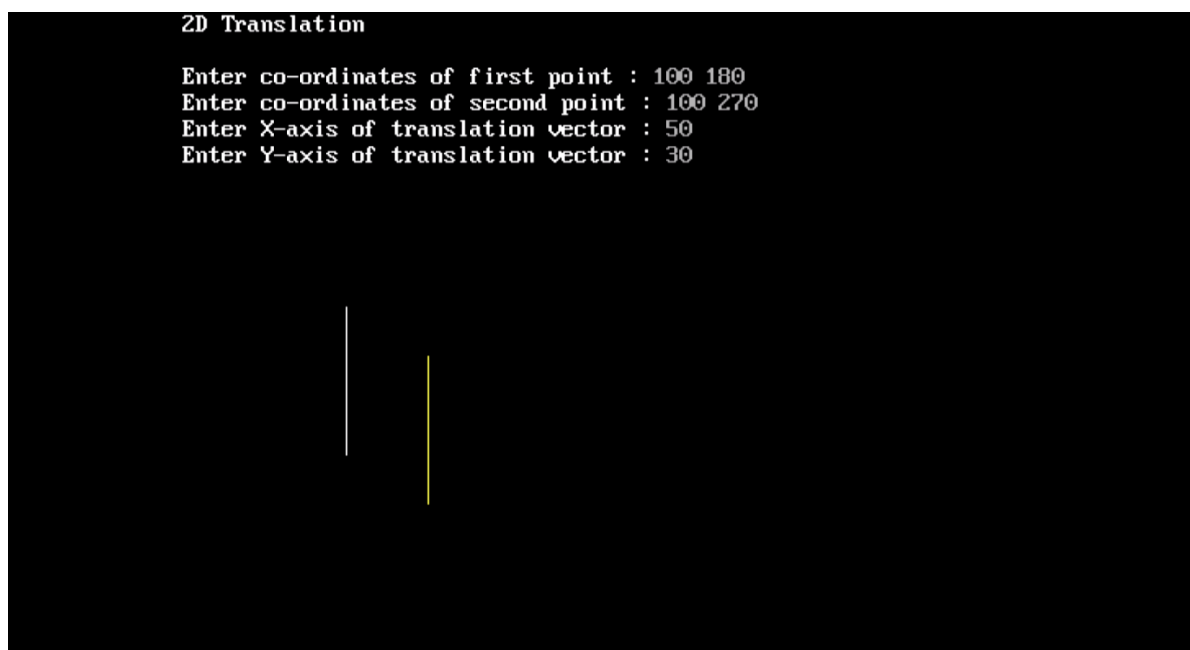 2D Translation
Enter co-ordinates of first point : 100 180
Enter co-ordinates of second point : 100 270
Enter X-axis of translation vector : 50
Enter Y-axis of translation vector : 30